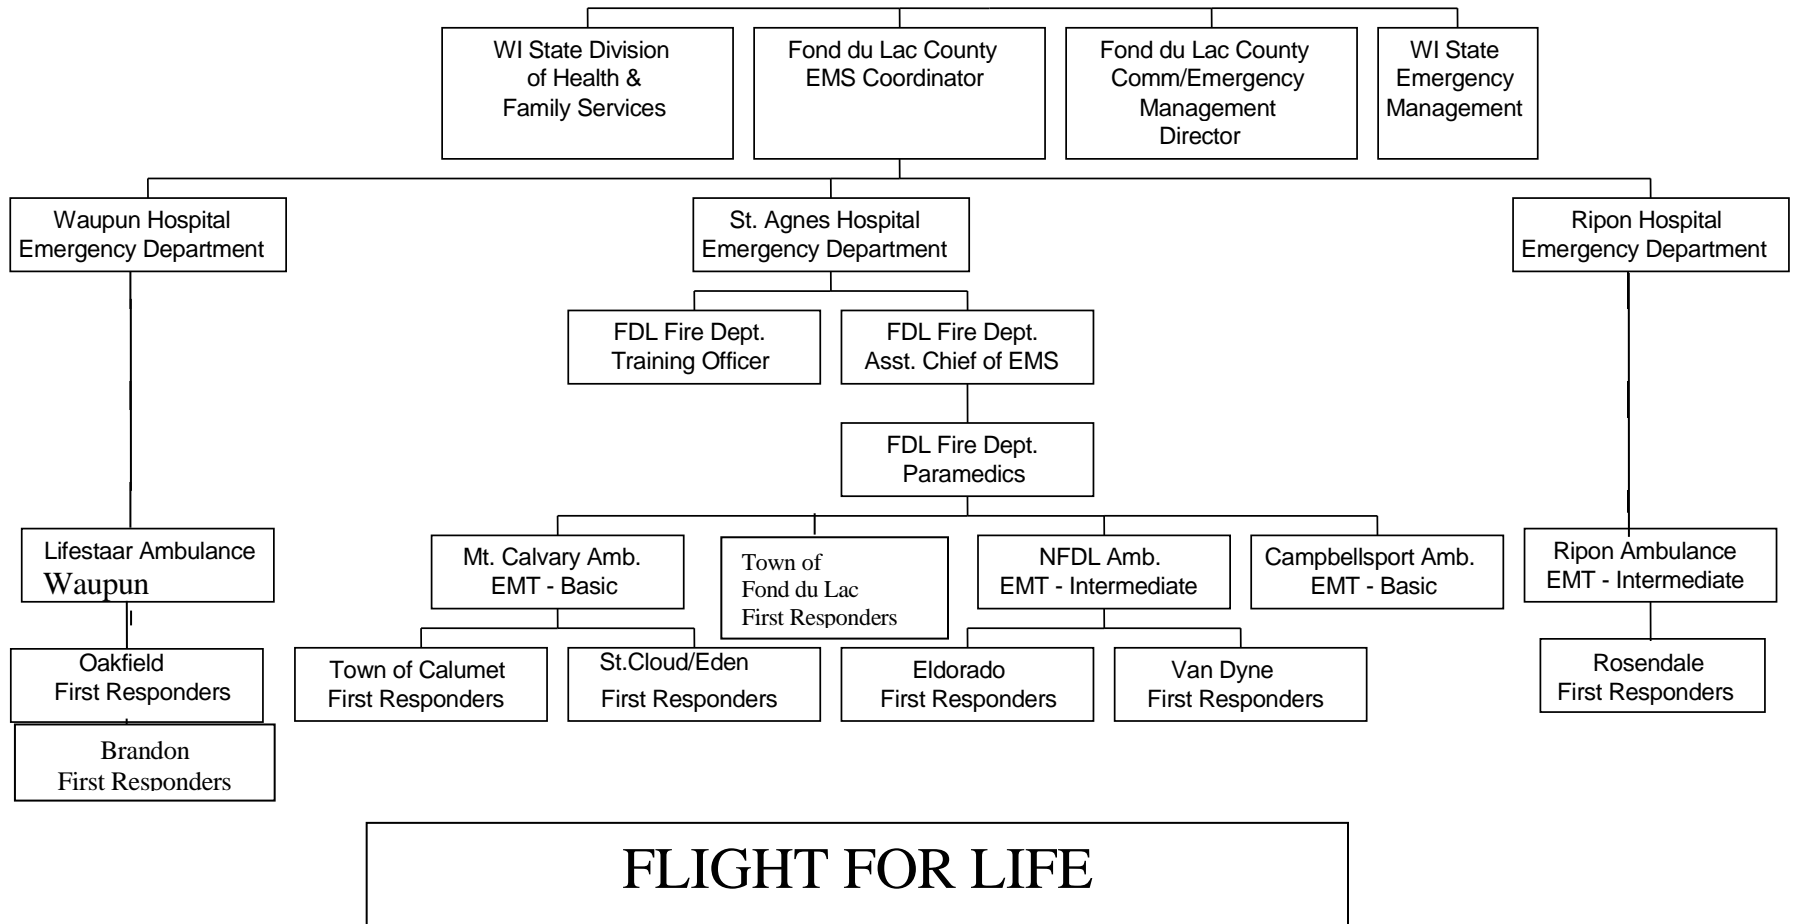 WI State Division
of Health &
Family Services
Fond du Lac County
EMS Coordinator
Fond du Lac County
Comm/Emergency
Management
Director
WI State
Emergency
Management
Waupun Hospital
Emergency Department
St. Agnes Hospital
Emergency Department
Ripon Hospital
Emergency Department
FDL Fire Dept.
Training Officer
FDL Fire Dept.
Asst. Chief of EMS
FDL Fire Dept.
Paramedics
Lifestaar Ambulance
Waupun
Mt. Calvary Amb.
EMT - Basic
Town of
Fond du Lac
First Responders
NFDL Amb.
EMT - Intermediate
Campbellsport Amb.
EMT - Basic
Ripon Ambulance
EMT - Intermediate
Oakfield
First Responders
Town of Calumet
First Responders
St.Cloud/Eden
First Responders
Eldorado
First Responders
Van Dyne
First Responders
Rosendale
First Responders
Brandon
First Responders
FLIGHT FOR LIFE